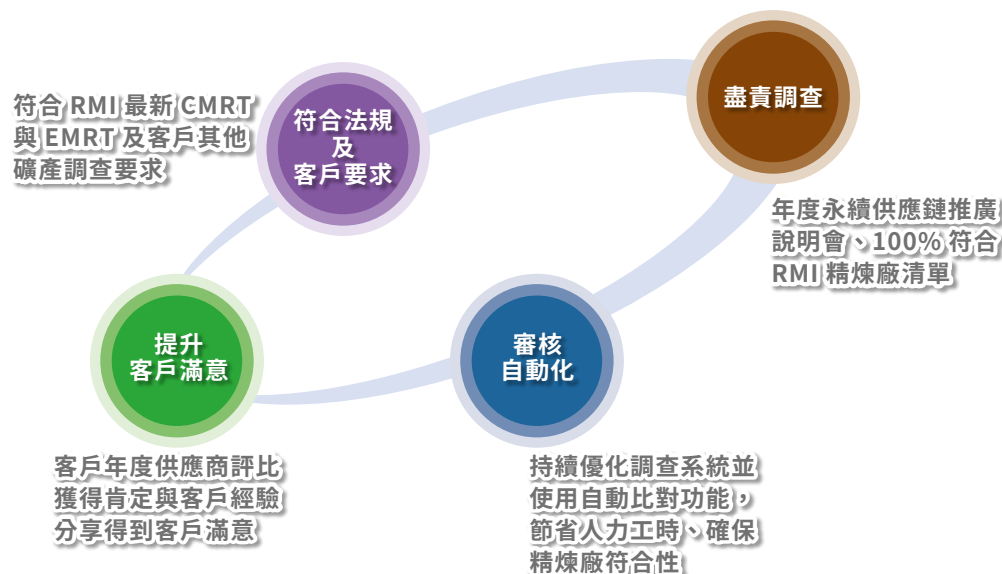 符合 RMI 最新 CMRT
與 EMRT 及客戶其他
礦產調查要求
符合法規
及
客戶要求
盡責調查
年度永續供應鏈推廣
說明會、100% 符合
RMI 精煉廠清單
提升
客戶滿意
客戶年度供應商評比
獲得肯定與客戶經驗
分享得到客戶滿意
審核
自動化
持續優化調查系統並
使用自動比對功能，
節省人力工時、確保
精煉廠符合性